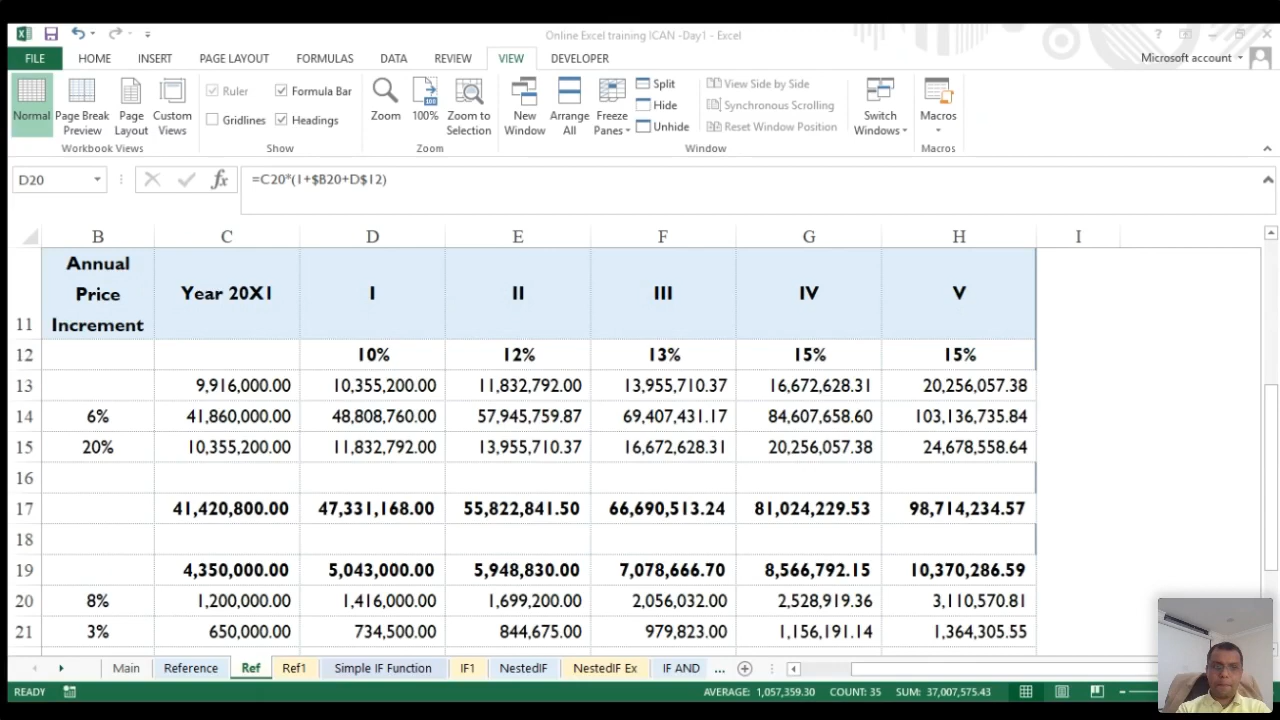 Online Excel training ICAN -Day1 - Excel
?
FILE HOME INSERT PAGE LAYOUT FORMULAS DATA REVIEW VIEW DEVELOPER Microsoft account
Normal Page Break Preview Page Layout Custom Views
Workbook Views
Ruler Formula Bar
Gridlines Headings
Show
Zoom 100% Zoom to Selection
Zoom
New Window Arrange All Freeze Panes
Split
Hide
Unhide
View Side by Side
Synchronous Scrolling
Reset Window Position
Window
Switch Windows
Macros
Macros
D20 fx =C20*(1+$B20+D$12)
B C D E F G H I
11 Annual Price Increment Year 20X1 I II III IV V
12 10% 12% 13% 15% 15%
13 9,916,000.00 10,355,200.00 11,832,792.00 13,955,710.37 16,672,628.31 20,256,057.38
14 6% 41,860,000.00 48,808,760.00 57,945,759.87 69,407,431.17 84,607,658.60 103,136,735.84
15 20% 10,355,200.00 11,832,792.00 13,955,710.37 16,672,628.31 20,256,057.38 24,678,558.64
16
17 41,420,800.00 47,331,168.00 55,822,841.50 66,690,513.24 81,024,229.53 98,714,234.57
18
19 4,350,000.00 5,043,000.00 5,948,830.00 7,078,666.70 8,566,792.15 10,370,286.59
20 8% 1,200,000.00 1,416,000.00 1,699,200.00 2,056,032.00 2,528,919.36 3,110,570.81
21 3% 650,000.00 734,500.00 844,675.00 979,823.00 1,156,191.14 1,364,305.55
Main Reference Ref Ref1 Simple IF Function IF1 NestedIF NestedIF Ex IF AND ...
READY AVERAGE: 1,057,359.30 COUNT: 35 SUM: 37,007,575.43